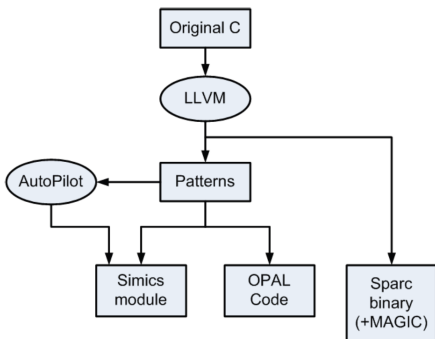 Original C
LLVM
AutoPilot
Patterns
Simics
module
OPAL
Code
Sparc
binary
(+MAGIC)